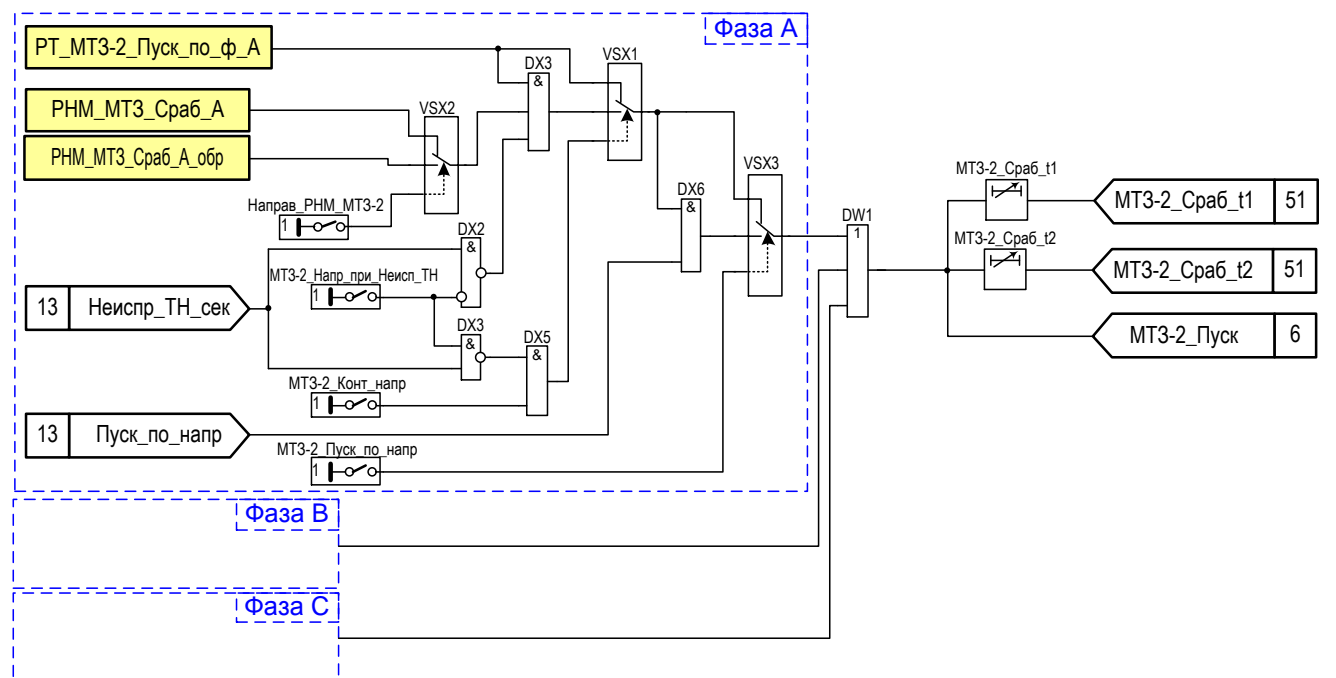 Фаза А
РТ_МТЗ-2_Пуск_по_ф_А
VSX1
DX3
&
РНМ_МТЗ_Сраб_А
VSX2
РНМ_МТЗ_Сраб_А_обр
VSX3
МТЗ-2_Сраб_t1
МТЗ-2_Сраб_t1 51
DX6
&
Направ_РНМ_МТЗ-2
1
DX2
&
DW1
1
МТЗ-2_Сраб_t2
МТЗ-2_Сраб_t2 51
МТЗ-2_Напр_при_Неисп_ТН
1
13 Неиспр_ТН_сек
DX3
&
DX5
&
МТЗ-2_Пуск 6
МТЗ-2_Конт_напр
1
13 Пуск_по_напр
МТЗ-2_Пуск_по_напр
1
Фаза В
Фаза С